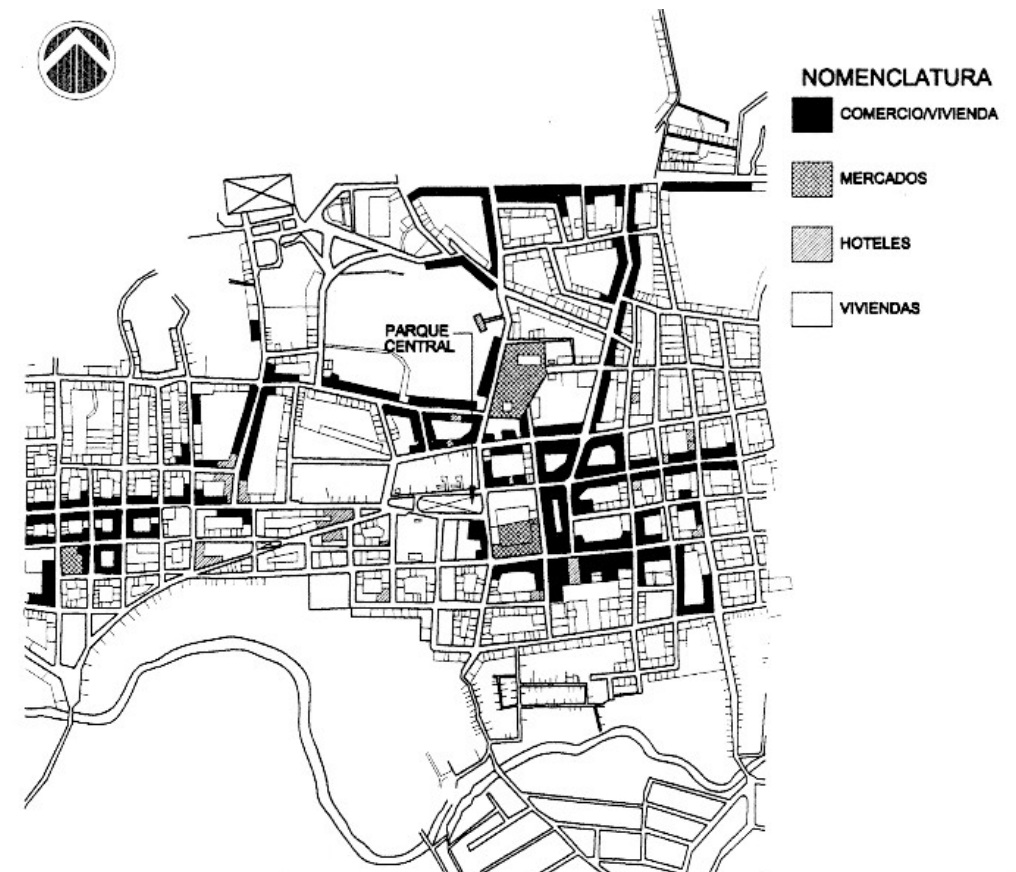 NOMENCLATURA
COMERCIO/VIVIENDA
MERCADOS
HOTELES
VIVIENDAS
PARQUE
CENTRAL